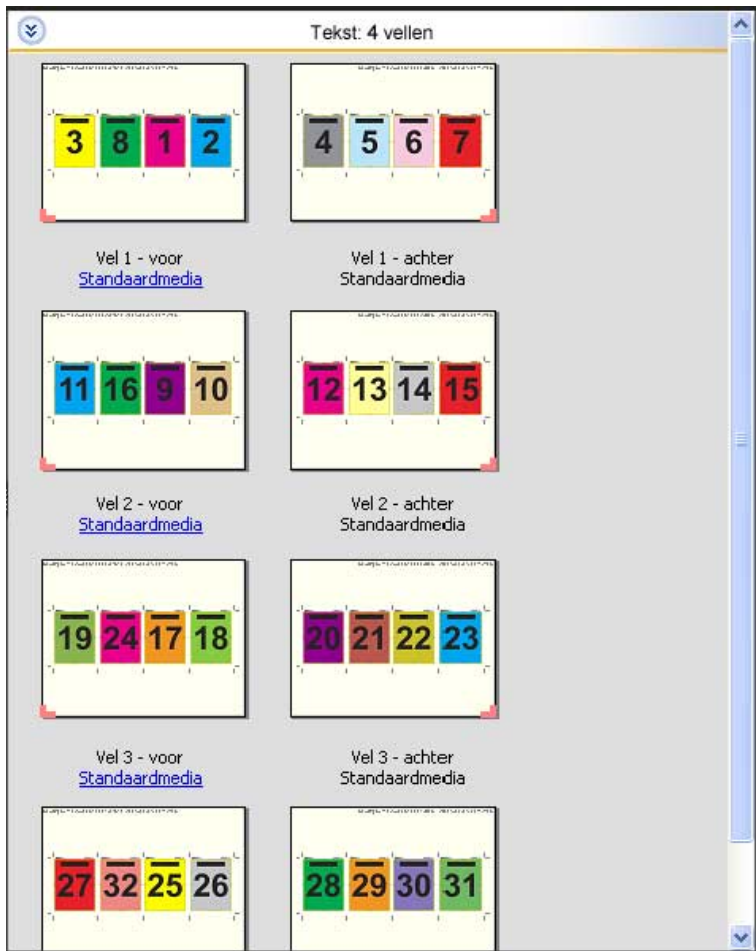 Tekst: 4 vellen
3 8 1 2
4 5 6 7
Vel 1 - voor
Standaardmedia
Vel 1 - achter
Standaardmedia
11 16 9 10
12 13 14 15
Vel 2 - voor
Standaardmedia
Vel 2 - achter
Standaardmedia
19 24 17 18
20 21 22 23
Vel 3 - voor
Standaardmedia
Vel 3 - achter
Standaardmedia
27 32 25 26
28 29 30 31